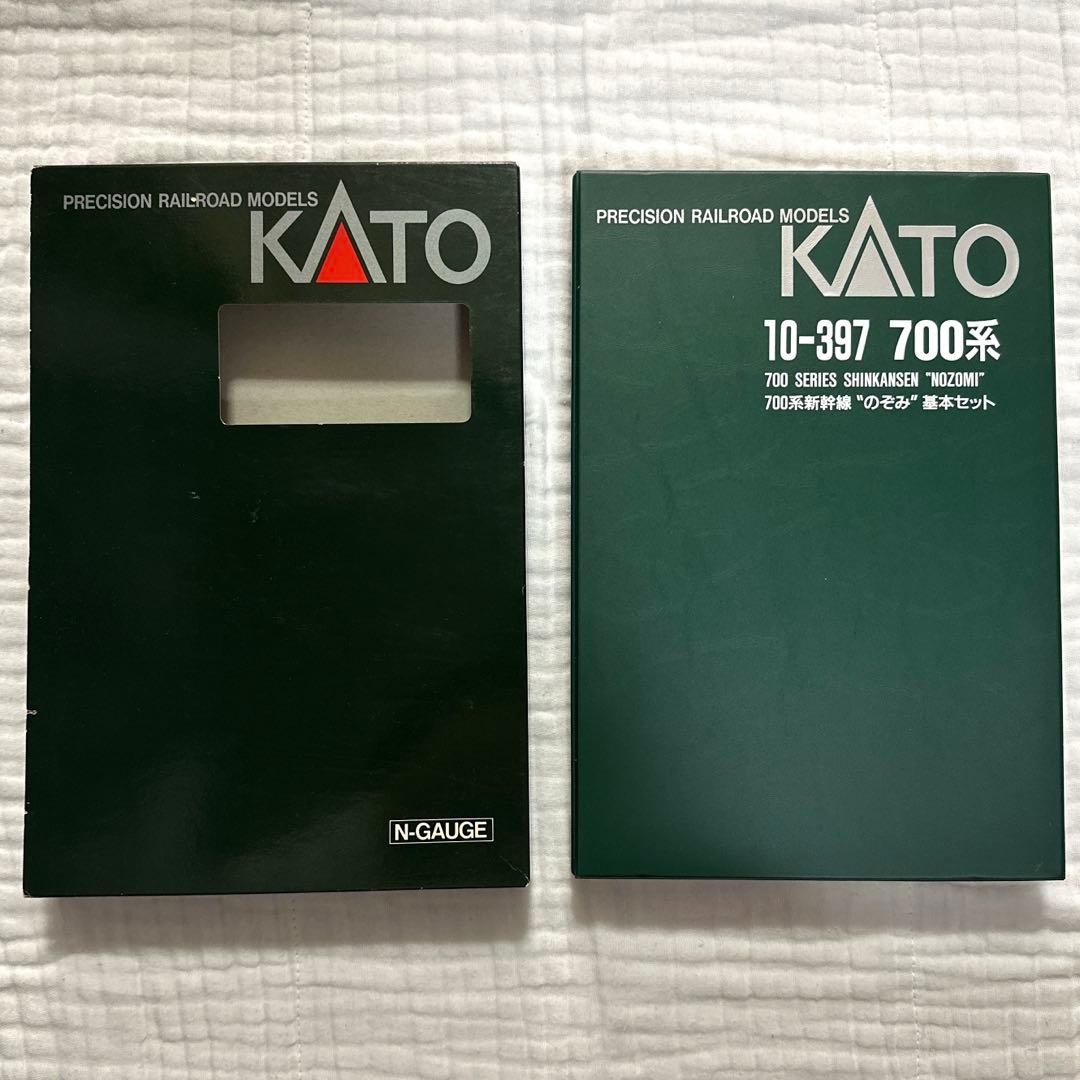 PRECISION RAILROAD MODELS
KATO
N-GAUGE
PRECISION RAILROAD MODELS
KATO
10-397 700系
700 SERIES SHINKANSEN "NOZOMI"
700系新幹線“のぞみ”基本セット